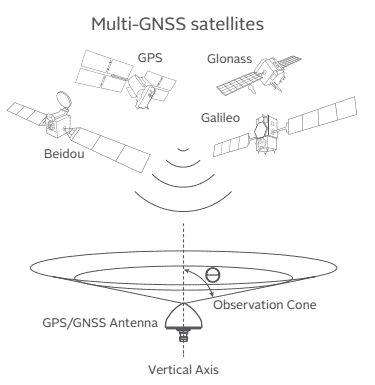 Multi-GNSS satellites
GPS
Glonass
Galileo
Beidou
Θ
Observation Cone
GPS/GNSS Antenna
Vertical Axis